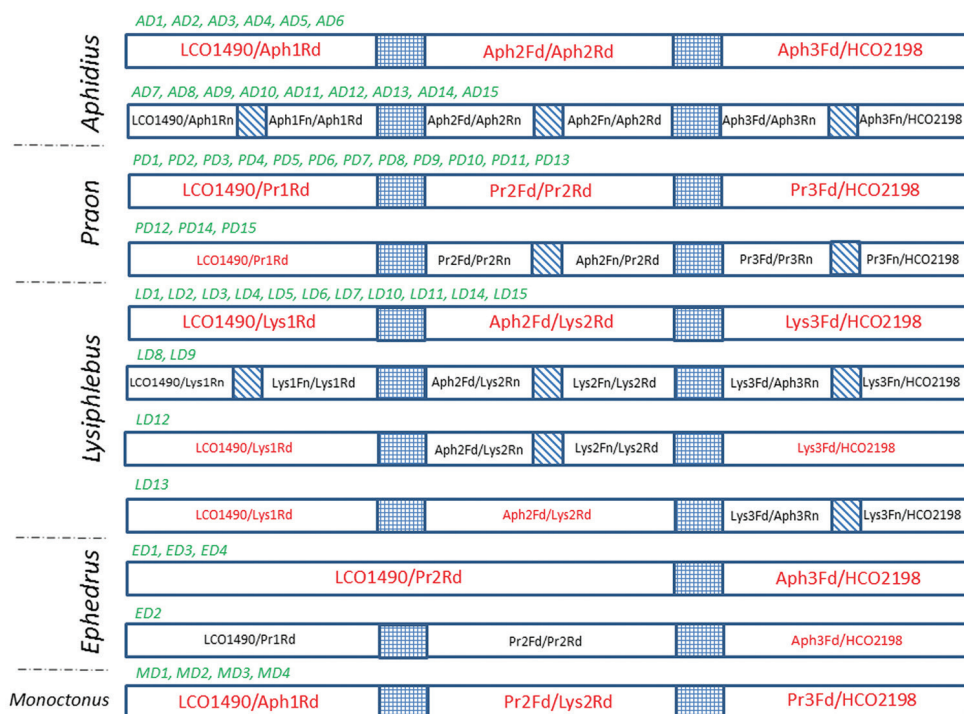 AD1, AD2, AD3, AD4, AD5, AD6
Aphidius
LCO1490/Aph1Rd Aph2Fd/Aph2Rd Aph3Fd/HCO2198
AD7, AD8, AD9, AD10, AD11, AD12, AD13, AD14, AD15
LCO1490/Aph1Rn Aph1Fn/Aph1Rd Aph2Fd/Aph2Rn Aph2Fn/Aph2Rd Aph3Fd/Aph3Rn Aph3Fn/HCO2198
PD1, PD2, PD3, PD4, PD5, PD6, PD7, PD8, PD9, PD10, PD11, PD13
Praon
LCO1490/Pr1Rd Pr2Fd/Pr2Rd Pr3Fd/HCO2198
PD12, PD14, PD15
LCO1490/Pr1Rd Pr2Fd/Pr2Rn Aph2Fn/Pr2Rd Pr3Fd/Pr3Rn Pr3Fn/HCO2198
LD1, LD2, LD3, LD4, LD5, LD6, LD7, LD10, LD11, LD14, LD15
Lysiphlebus
LCO1490/Lys1Rd Aph2Fd/Lys2Rd Lys3Fd/HCO2198
LD8, LD9
LCO1490/Lys1Rn Lys1Fn/Lys1Rd Aph2Fd/Lys2Rn Lys2Fn/Lys2Rd Lys3Fd/Aph3Rn Lys3Fn/HCO2198
LD12
LCO1490/Lys1Rd Aph2Fd/Lys2Rn Lys2Fn/Lys2Rd Lys3Fd/HCO2198
LD13
LCO1490/Lys1Rd Aph2Fd/Lys2Rd Lys3Fd/Aph3Rn Lys3Fn/HCO2198
ED1, ED3, ED4
Ephedrus
LCO1490/Pr2Rd Aph3Fd/HCO2198
ED2
LCO1490/Pr1Rd Pr2Fd/Pr2Rd Aph3Fd/HCO2198
MD1, MD2, MD3, MD4
Monoctonus
LCO1490/Aph1Rd Pr2Fd/Lys2Rd Pr3Fd/HCO2198